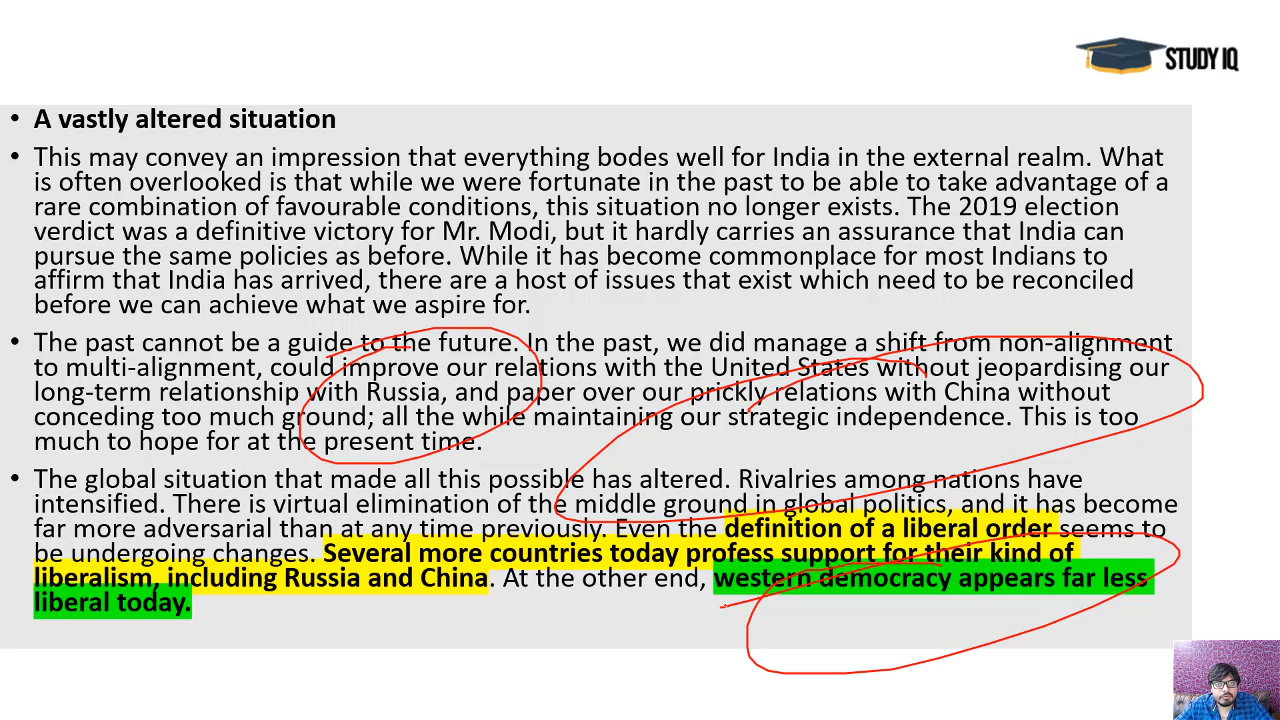 STUDY IQ
• A vastly altered situation
• This may convey an impression that everything bodes well for India in the external realm. What
is often overlooked is that while we were fortunate in the past to be able to take advantage of a
rare combination of favourable conditions, this situation no longer exists. The 2019 election
verdict was a definitive victory for Mr. Modi, but it hardly carries an assurance that India can
pursue the same policies as before. While it has become commonplace for most Indians to
affirm that India has arrived, there are a host of issues that exist which need to be reconciled
before we can achieve what we aspire for.
• The past cannot be a guide to the future. In the past, we did manage a shift from non-alignment
to multi-alignment, could improve our relations with the United States without jeopardising our
long-term relationship with Russia, and paper over our prickly relations with China without
conceding too much ground; all the while maintaining our strategic independence. This is too
much to hope for at the present time.
• The global situation that made all this possible has altered. Rivalries among nations have
intensified. There is virtual elimination of the middle ground in global politics, and it has become
far more adversarial than at any time previously. Even the definition of a liberal order seems to
be undergoing changes. Several more countries today profess support for their kind of
liberalism, including Russia and China. At the other end, western democracy appears far less
liberal today.